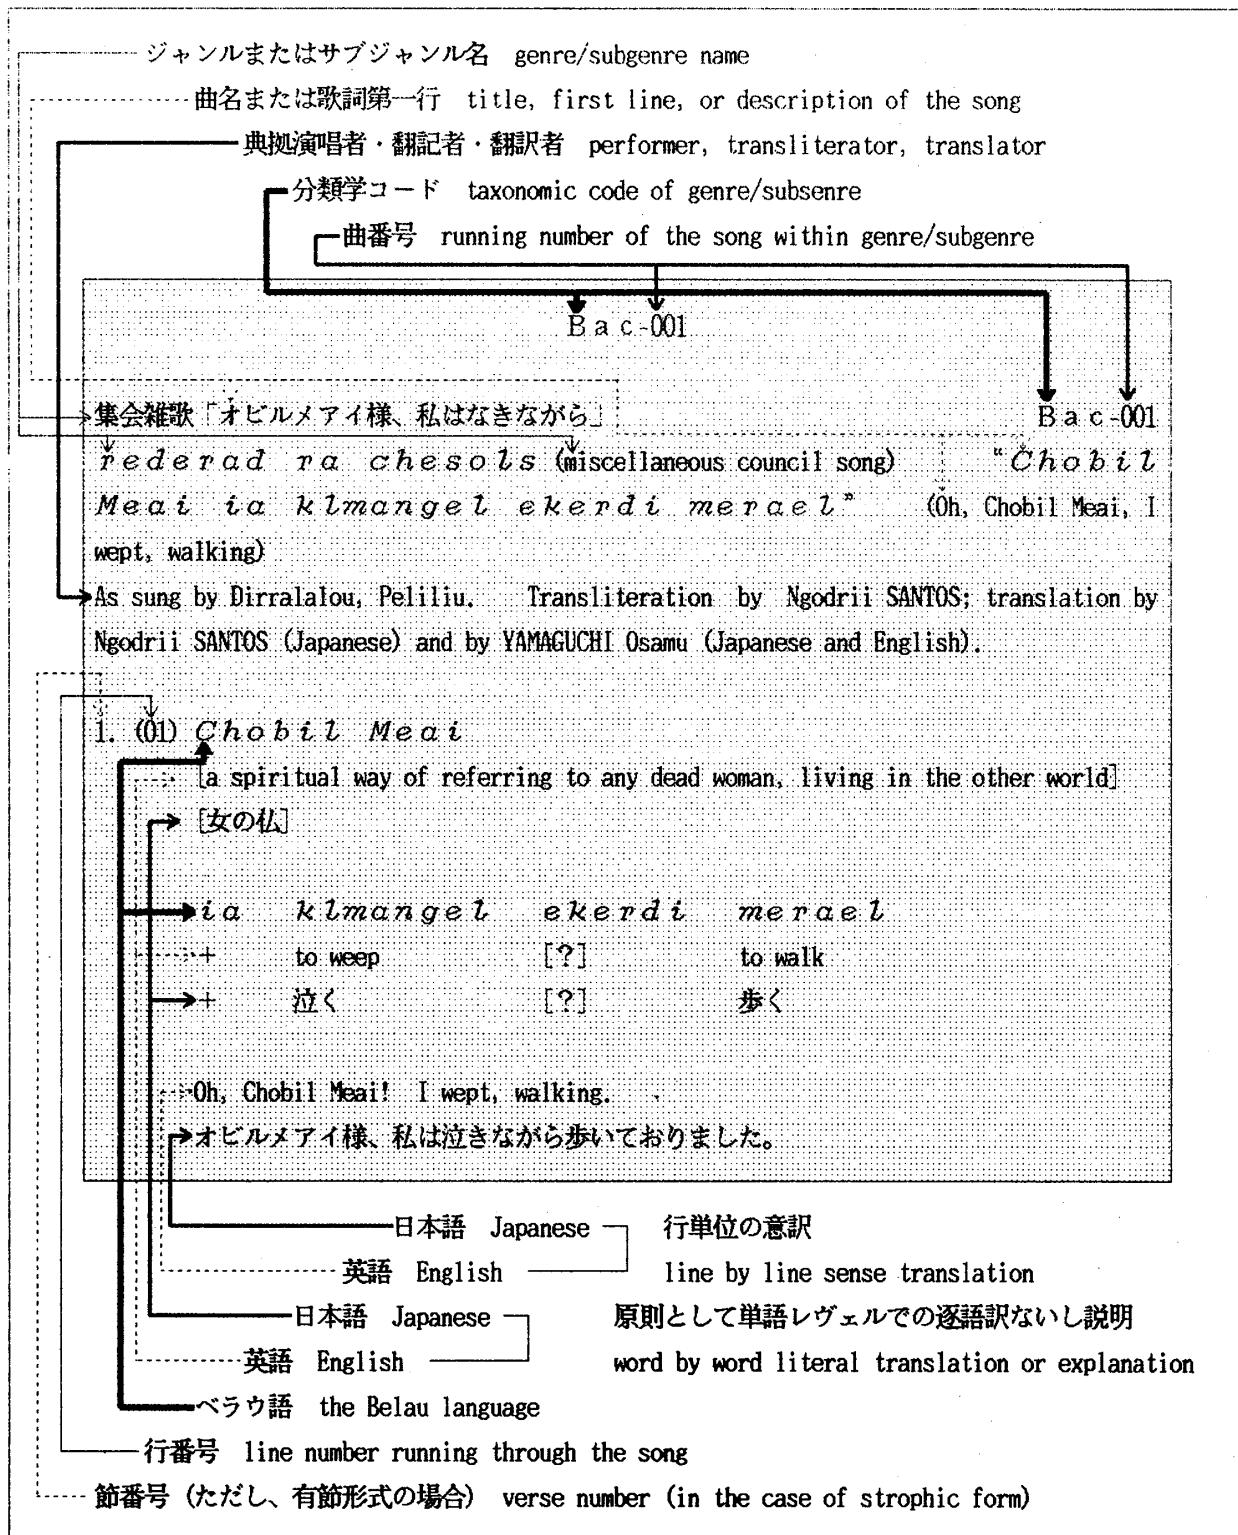 ジャンルまたはサブジャンル名 genre/subgenre name
曲名または歌詞第一行 title, first line, or description of the song
典拠演唱者・翻記者・翻訳者 performer, transliterator, translator
分類学コード taxonomic code of genre/subsenre
曲番号 running number of the song within genre/subgenre
Bac-001
集会雑歌「オビルメアイ様、私はなきながら」 Bac-001
rederad ra chesols (miscellaneous council song) "Chobil
Meai ia klmangel ekerdi merael" (Oh, Chobil Meai, I
wept, walking)
As sung by Dirralalou, Peliliu. Transliteration by Ngodrii SANTOS; translation by
Ngodrii SANTOS (Japanese) and by YAMAGUCHI Osamu (Japanese and English).
1. (01) Chobil Meai
[a spiritual way of referring to any dead woman, living in the other world]
[女の仏]
ia klmangel ekerdi merael
+ to weep [?] to walk
+ 泣く [?] 歩く
Oh, Chobil Meai! I wept, walking.
オビルメアイ様、私は泣きながら歩いておりました。
日本語 Japanese 行単位の意訳
英語 English line by line sense translation
日本語 Japanese 原則として単語レヴェルでの逐語訳ないし説明
英語 English word by word literal translation or explanation
ベラウ語 the Belau language
行番号 line number running through the song
節番号 (ただし、有節形式の場合) verse number (in the case of strophic form)